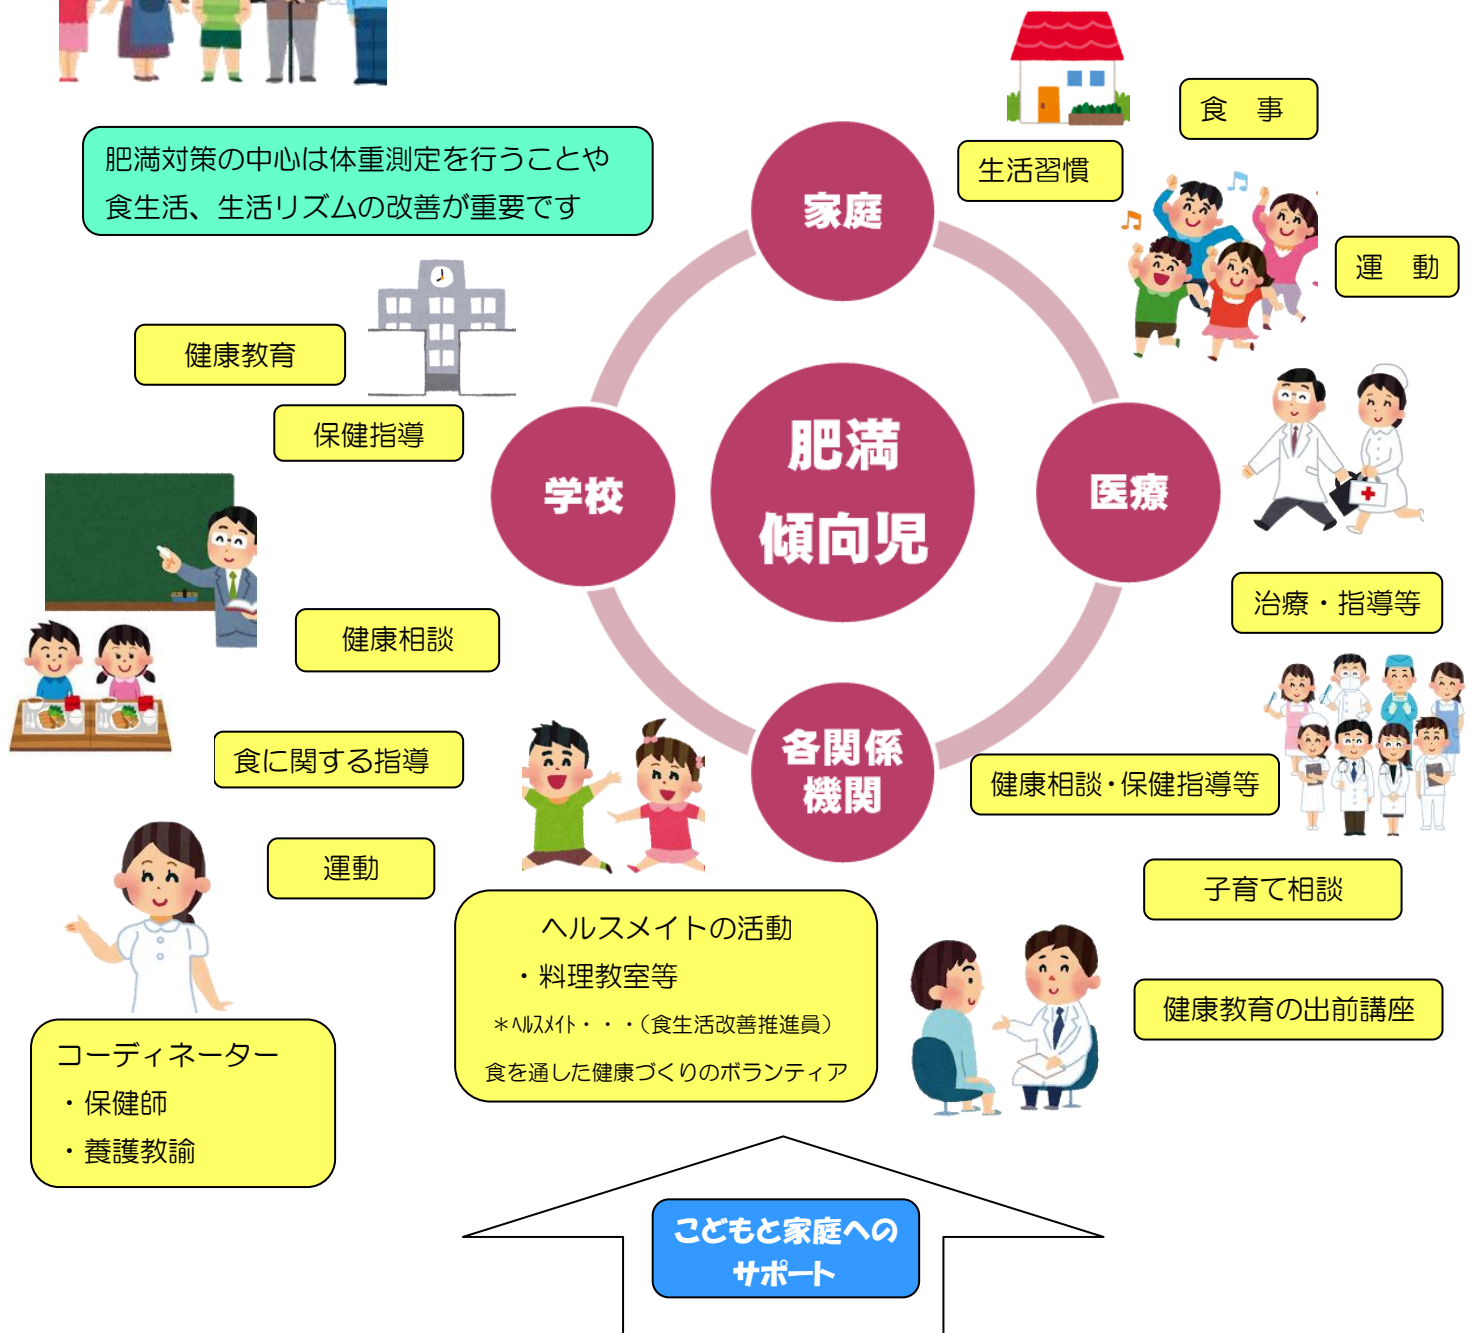 肥満対策の中心は体重測定を行うことや
食生活、生活リズムの改善が重要です
食　事
生活習慣
家庭
運　動
健康教育
保健指導
肥満
傾向児
学校
医療
治療・指導等
健康相談
食に関する指導
各関係
機関
健康相談・保健指導等
運動
子育て相談
ヘルスメイトの活動
・料理教室等
＊ﾍﾙｽﾒｲﾄ・・・（食生活改善推進員）
食を通した健康づくりのボランティア
健康教育の出前講座
コーディネーター
・保健師
・養護教諭
こどもと家庭への
サポート